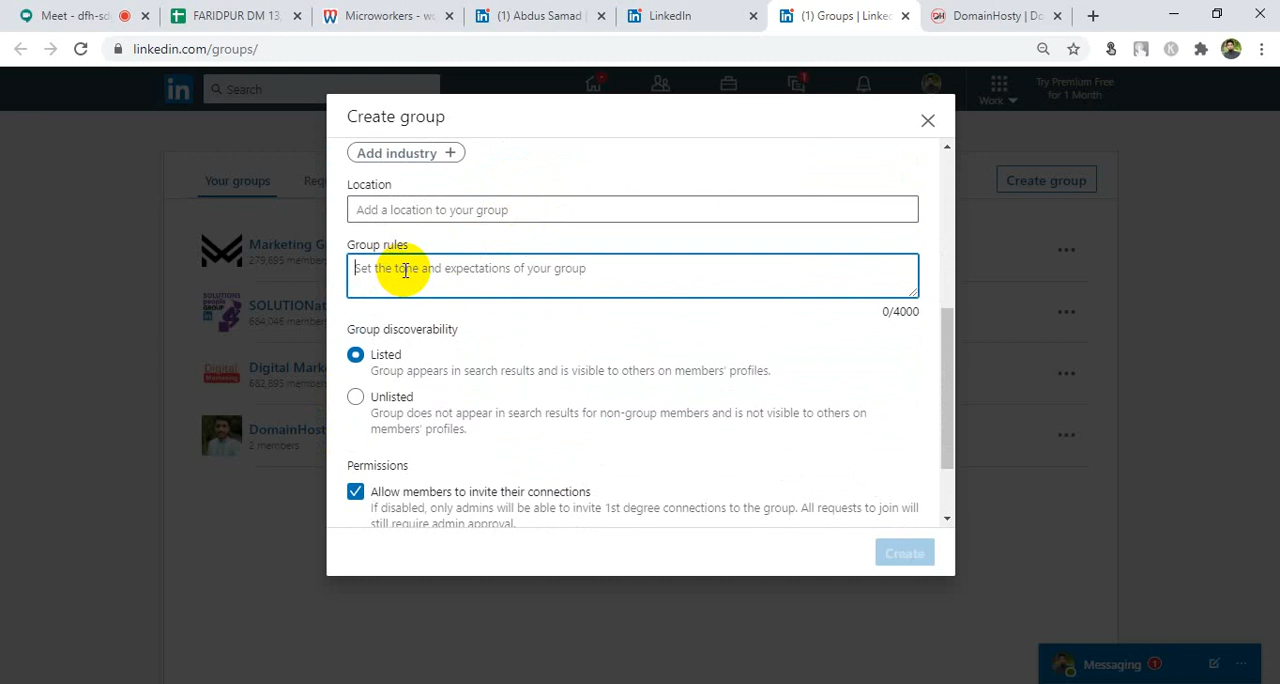 Meet - dfh-sd
FARIDPUR DM 13,
Microworkers - wo
(1) Abdus Samad |
LinkedIn
(1) Groups | Linke
DomainHosty | Do
linkedin.com/groups/
K
in
Search
1
Work
Try Premium Free
for 1 Month
Create group
Add industry +
Location
Add a location to your group
Group rules
Set the tone and expectations of your group
0/4000
Group discoverability
Listed
Group appears in search results and is visible to others on members' profiles.
Unlisted
Group does not appear in search results for non-group members and is not visible to others on
members' profiles.
Permissions
Allow members to invite their connections
If disabled, only admins will be able to invite 1st degree connections to the group. All requests to join will
still require admin approval.
Create
Your groups
Req
Create group
Marketing G
279,695 members
SOLUTIONat
664,046 members
Digital Mark
682,895 members
DomainHost
2 members
Messaging 1